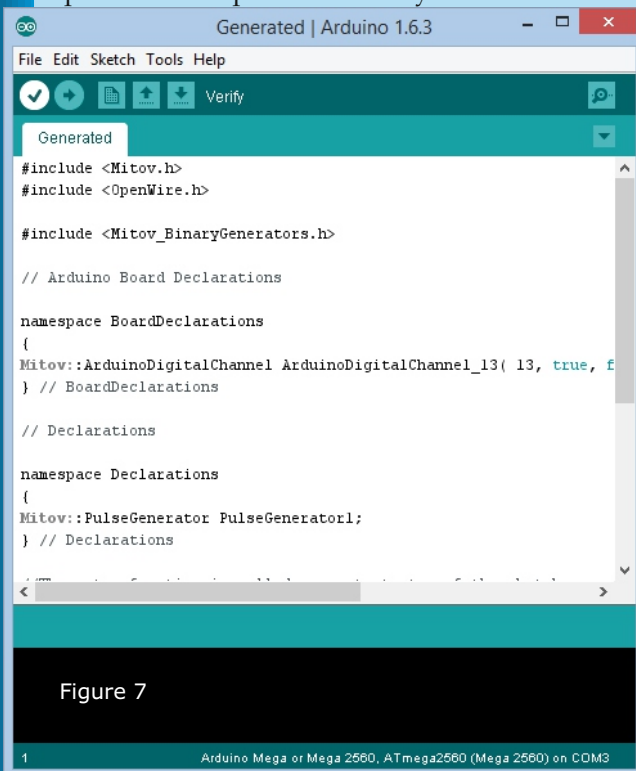 Generated | Arduino 1.6.3
File Edit Sketch Tools Help
Verify
Generated
#include <Mitov.h>
#include <OpenWire.h>
#include <Mitov_BinaryGenerators.h>
// Arduino Board Declarations
namespace BoardDeclarations
{
Mitov::ArduinoDigitalChannel ArduinoDigitalChannel_13( 13, true, f
} // BoardDeclarations
// Declarations
namespace Declarations
{
Mitov::PulseGenerator PulseGenerator1;
} // Declarations
Figure 7
1 Arduino Mega or Mega 2560, ATmega2560 (Mega 2560) on COM3